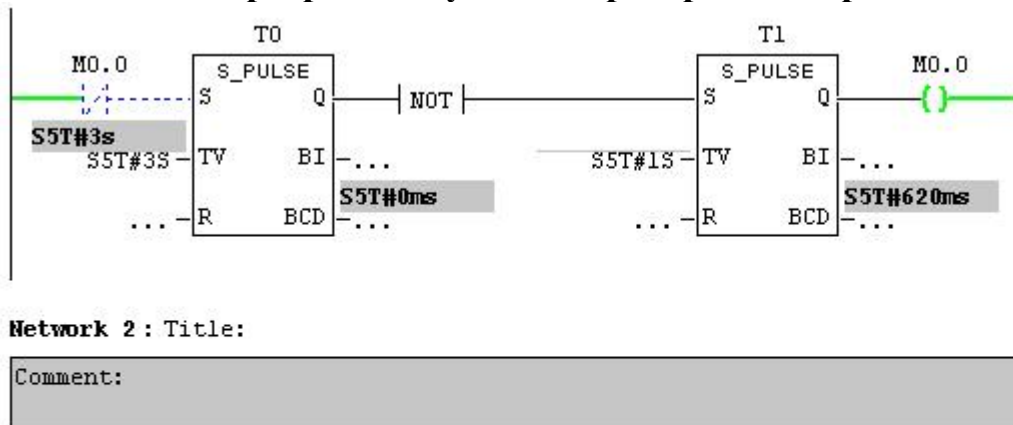 T0 T1
M0.0 S_PULSE S_PULSE M0.0
S Q NOT S Q
S5T#3s
S5T#3S TV BI ... S5T#1S TV BI ...
S5T#0ms S5T#620ms
... R BCD ... ... R BCD ...
Network 2 : Title:
Comment: